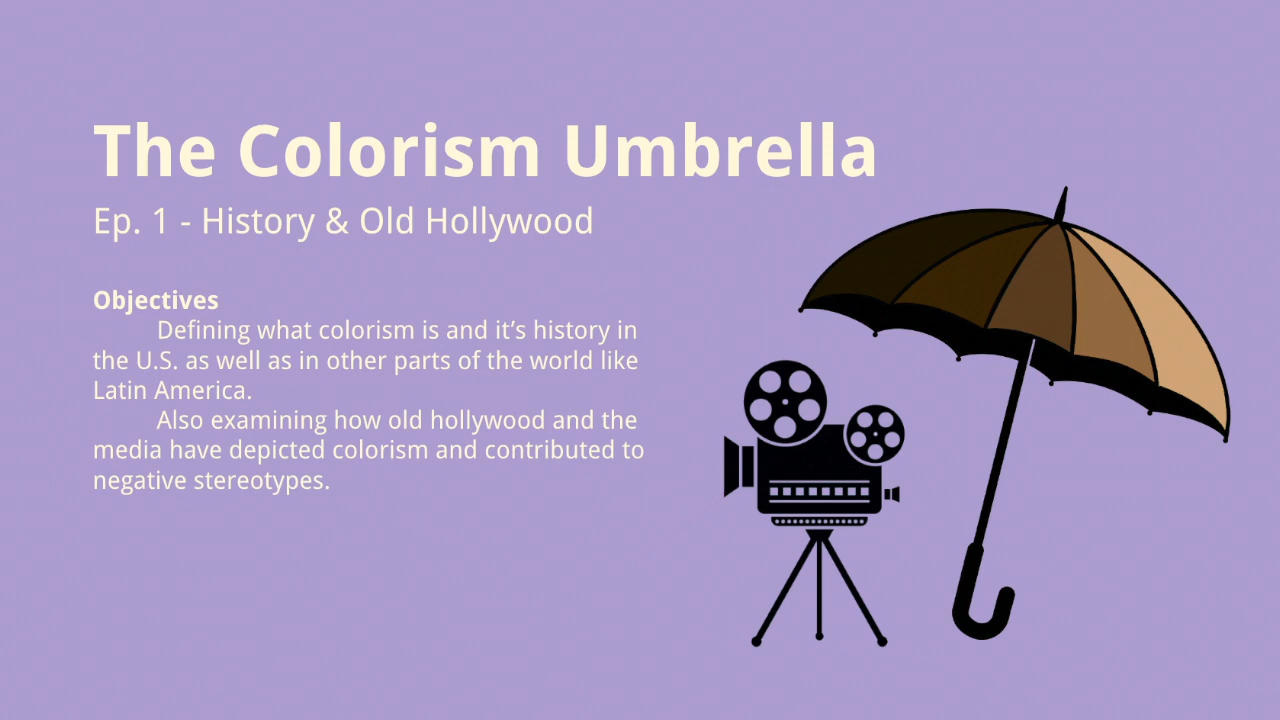 The Colorism Umbrella
Ep. 1 - History & Old Hollywood
Objectives
Defining what colorism is and it’s history in
the U.S. as well as in other parts of the world like
Latin America.
Also examining how old hollywood and the
media have depicted colorism and contributed to
negative stereotypes.